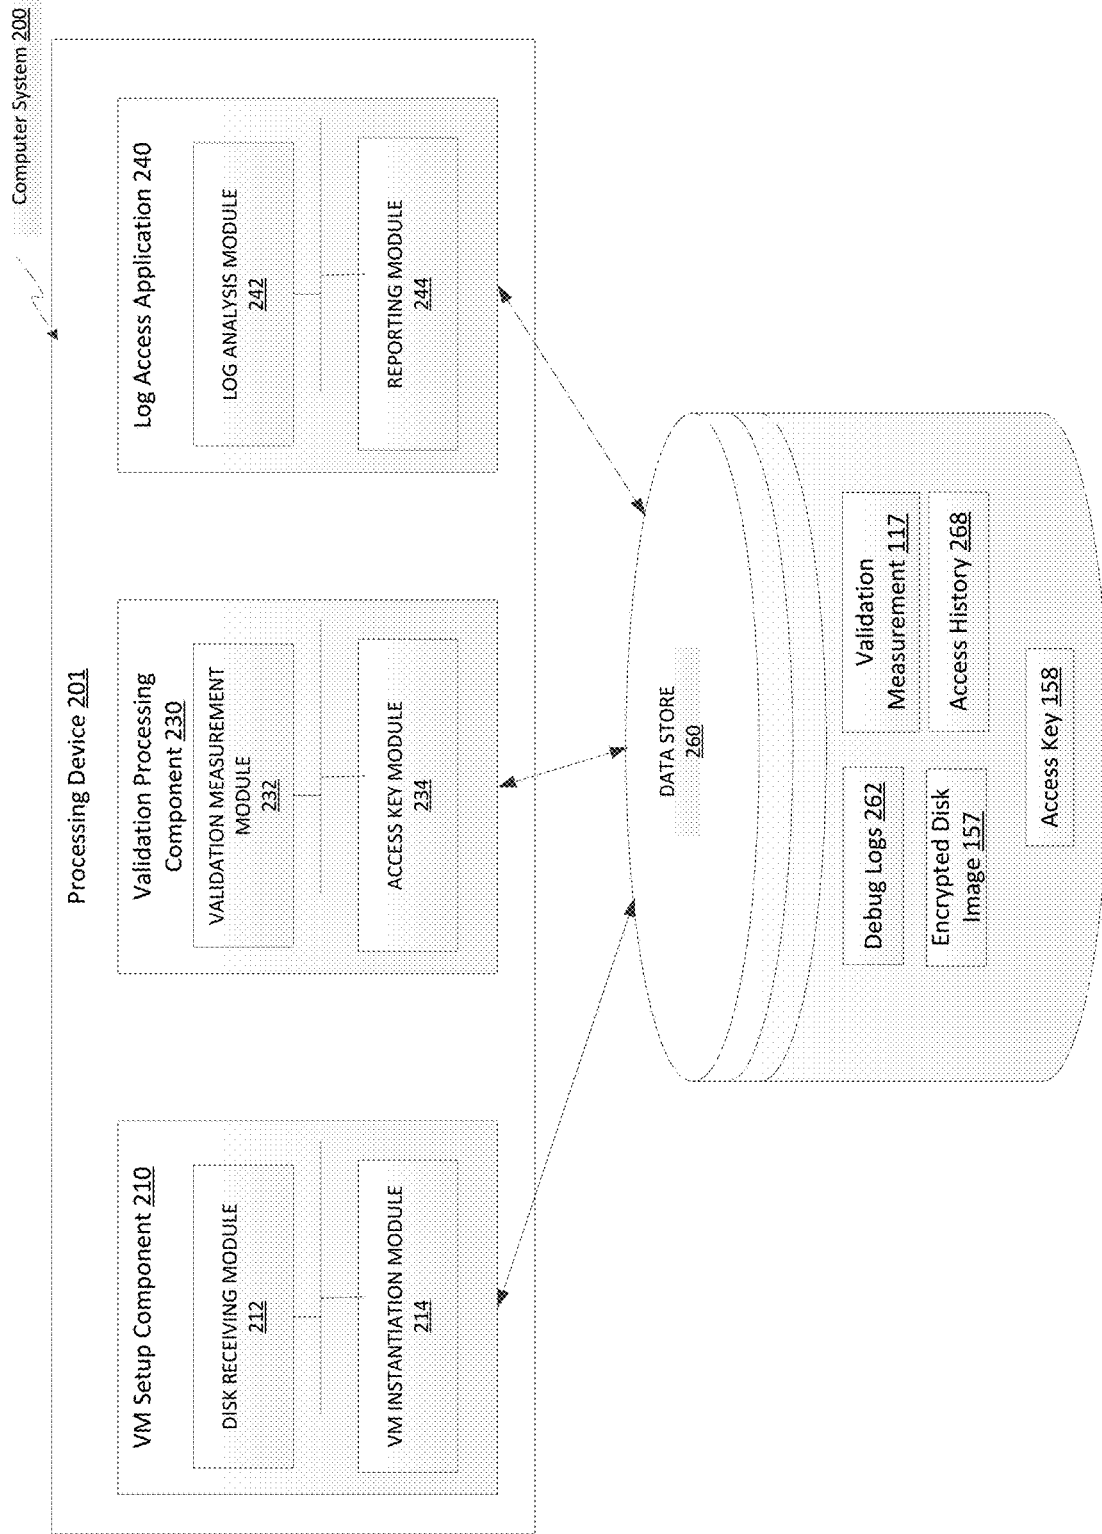 Computer System 200
Processing Device 201
VM Setup Component 210
DISK RECEIVING MODULE
212
VM INSTANTIATION MODULE
214
Validation Processing
Component 230
VALIDATION MEASUREMENT
MODULE
232
ACCESS KEY MODULE
234
Log Access Application 240
LOG ANALYSIS MODULE
242
REPORTING MODULE
244
DATA STORE
260
Debug Logs 262
Validation
Measurement 117
Encrypted Disk
Image 157
Access History 268
Access Key 158